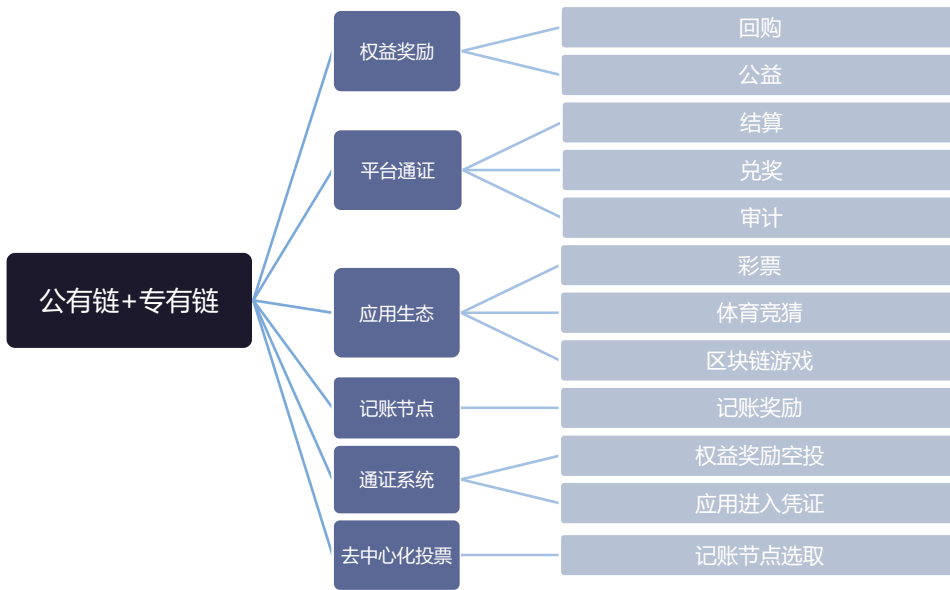 公有链+专有链
权益奖励
回购
公益
平台通证
结算
兑奖
审计
应用生态
彩票
体育竞猜
区块链游戏
记账节点
记账奖励
通证系统
权益奖励空投
应用进入凭证
去中心化投票
记账节点选取